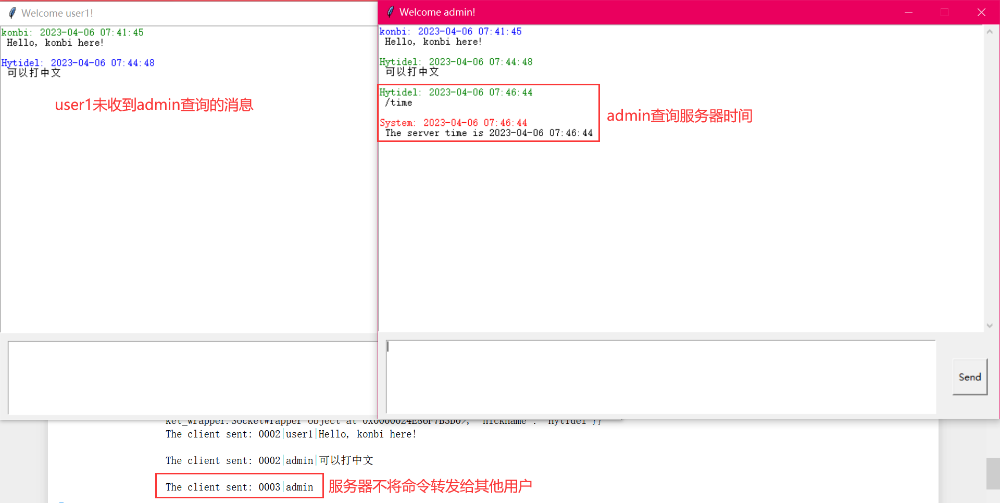 Welcome user1!
konbi: 2023-04-06 07:41:45
Hello, konbi here!
Hytidel: 2023-04-06 07:44:48
可以打中文
user1未收到admin查询的消息
Welcome admin!
konbi: 2023-04-06 07:41:45
Hello, konbi here!
Hytidel: 2023-04-06 07:44:48
可以打中文
Hytidel: 2023-04-06 07:46:44
/time
System: 2023-04-06 07:46:44
The server time is 2023-04-06 07:46:44
admin查询服务器时间
Send
ket_wrapper.SocketWrapper object at 0x0000024E86F7B3D0>, 'nickname': 'Hytidel'}}
The client sent: 0002|user1|Hello, konbi here!
The client sent: 0002|admin|可以打中文
The client sent: 0003|admin
服务器不将命令转发给其他用户